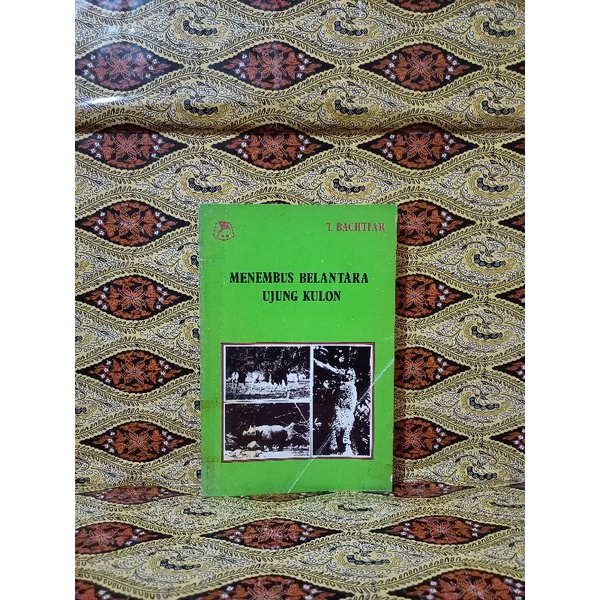 T. BACHTIAR
MENEMBUS BELANTARA
UJUNG KULON